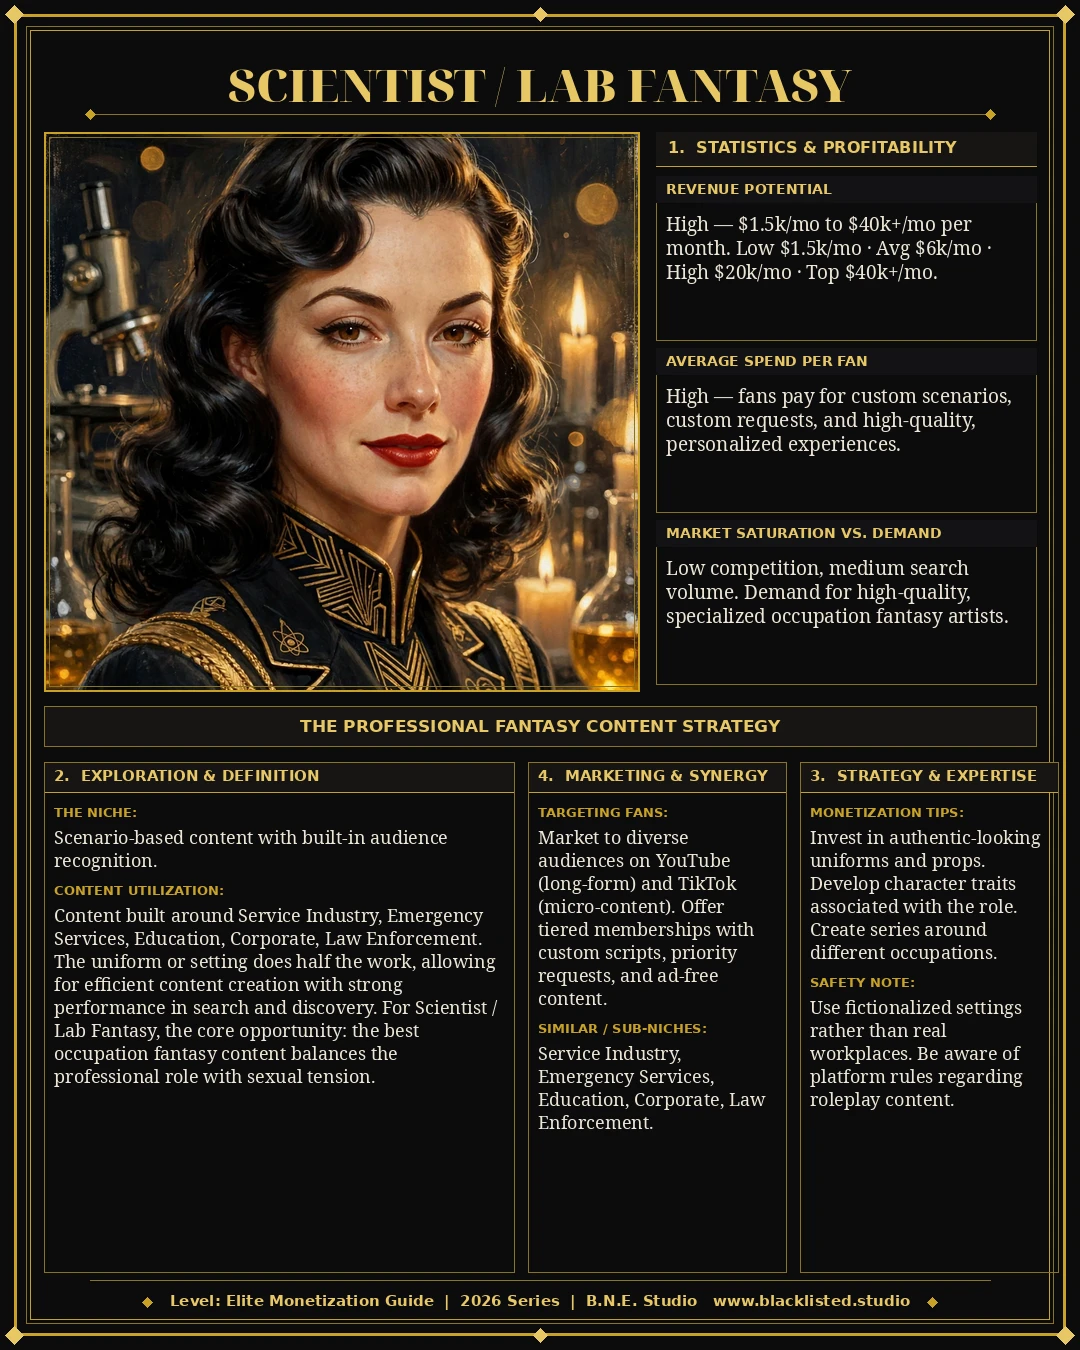 SCIENTIST / LAB FANTASY
1. STATISTICS & PROFITABILITY
REVENUE POTENTIAL
High — $1.5k/mo to $40k+/mo per
month. Low $1.5k/mo · Avg $6k/mo ·
High $20k/mo · Top $40k+/mo.
AVERAGE SPEND PER FAN
High — fans pay for custom scenarios,
custom requests, and high-quality,
personalized experiences.
MARKET SATURATION VS. DEMAND
Low competition, medium search
volume. Demand for high-quality,
specialized occupation fantasy artists.
THE PROFESSIONAL FANTASY CONTENT STRATEGY
2. EXPLORATION & DEFINITION
THE NICHE:
Scenario-based content with built-in audience
recognition.
CONTENT UTILIZATION:
Content built around Service Industry, Emergency
Services, Education, Corporate, Law Enforcement.
The uniform or setting does half the work, allowing
for efficient content creation with strong
performance in search and discovery. For Scientist /
Lab Fantasy, the core opportunity: the best
occupation fantasy content balances the
professional role with sexual tension.
4. MARKETING & SYNERGY
TARGETING FANS:
Market to diverse
audiences on YouTube
(long-form) and TikTok
(micro-content). Offer
tiered memberships with
custom scripts, priority
requests, and ad-free
content.
SIMILAR / SUB-NICHES:
Service Industry,
Emergency Services,
Education, Corporate, Law
Enforcement.
3. STRATEGY & EXPERTISE
MONETIZATION TIPS:
Invest in authentic-looking
uniforms and props.
Develop character traits
associated with the role.
Create series around
different occupations.
SAFETY NOTE:
Use fictionalized settings
rather than real
workplaces. Be aware of
platform rules regarding
roleplay content.
Level: Elite Monetization Guide | 2026 Series | B.N.E. Studio www.blacklisted.studio